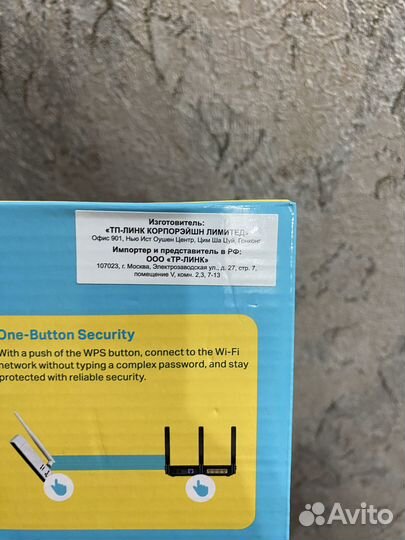 Изготовитель:
«ТП-ЛИНК КОРПОРЭЙШН ЛИМИТЕД»
Офис 901, Нью Ист Оушен Центр, Цим Ша Цуй, Гонконг
Импортер и представитель в РФ:
ООО «ТР-ЛИНК»
107023, г. Москва, Электрозаводская ул., д. 27, стр. 7,
помещение V, комн. 2,3, 7-13
One-Button Security
With a push of the WPS button, connect to the Wi-Fi
network without typing a complex password, and stay
protected with reliable security.
Avito